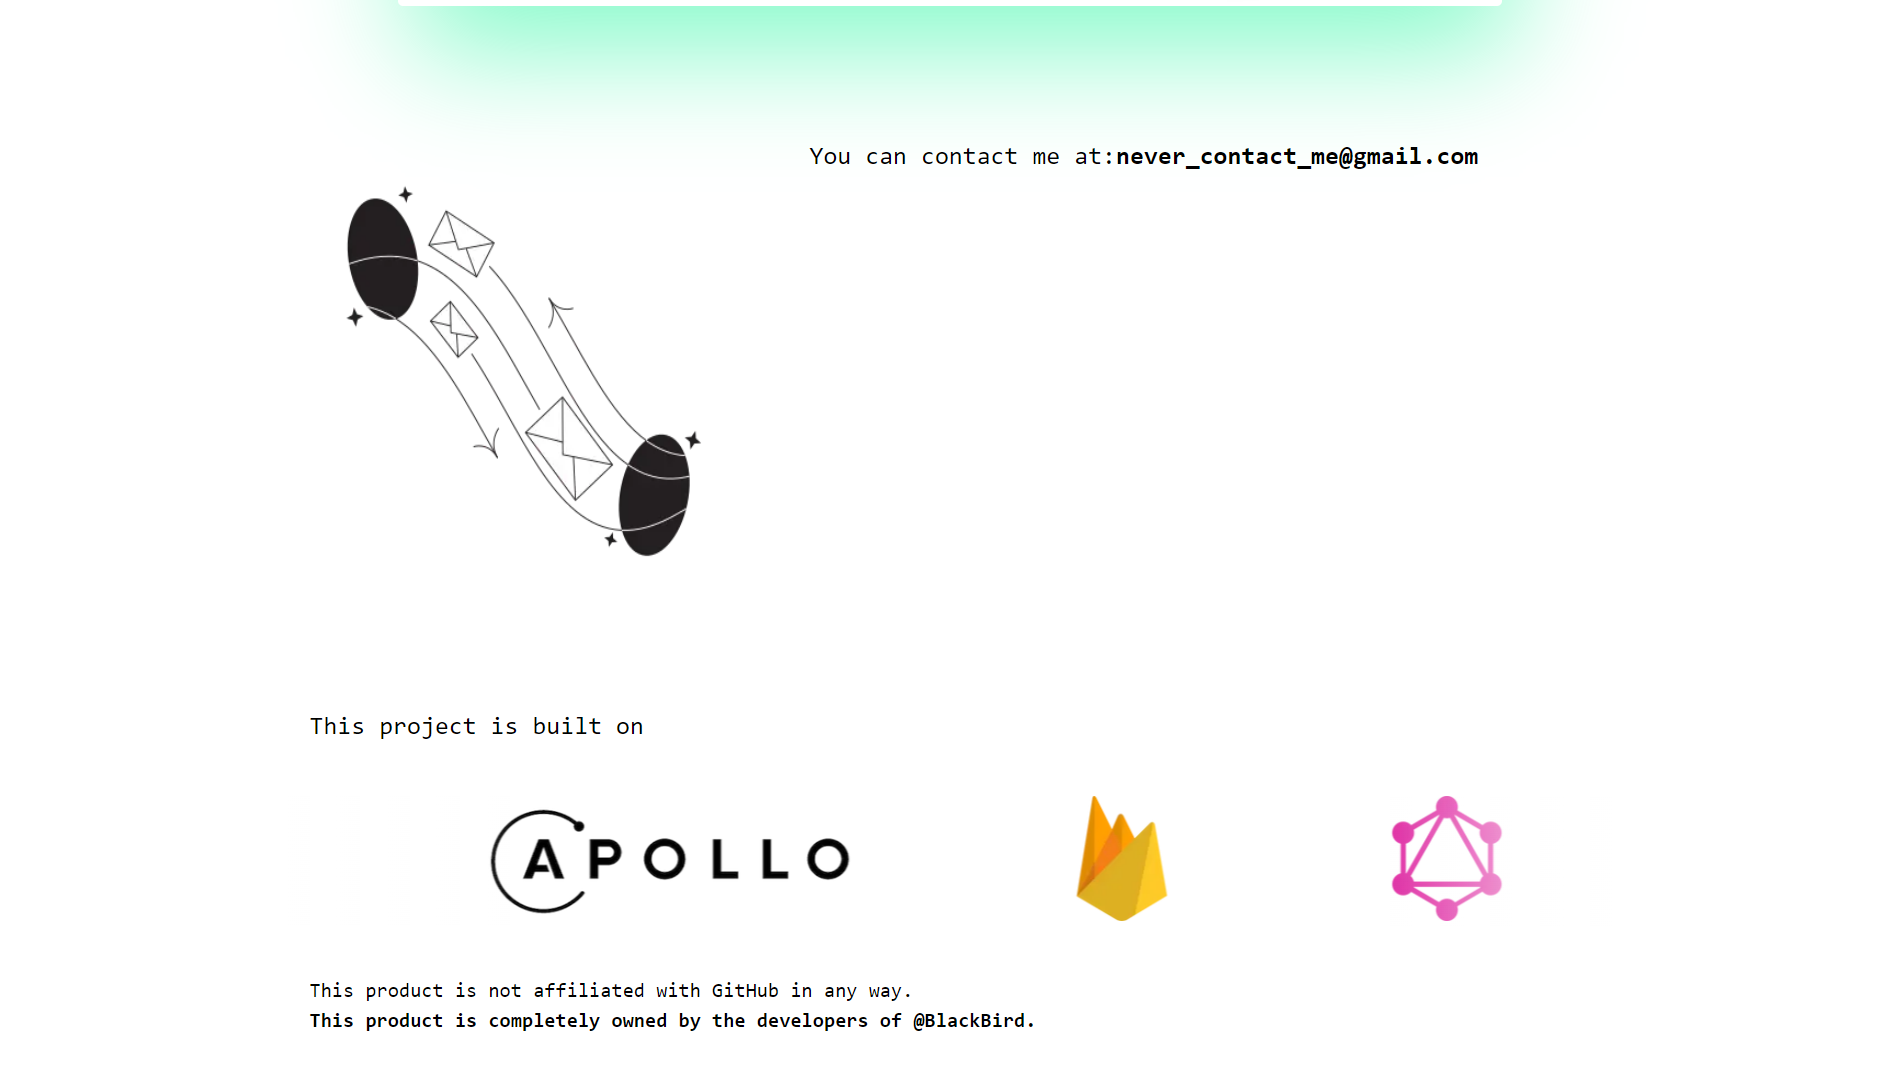 You can contact me at:never_contact_me@gmail.com
This project is built on
APOLLO
This product is not affiliated with GitHub in any way.
This product is completely owned by the developers of @BlackBird.